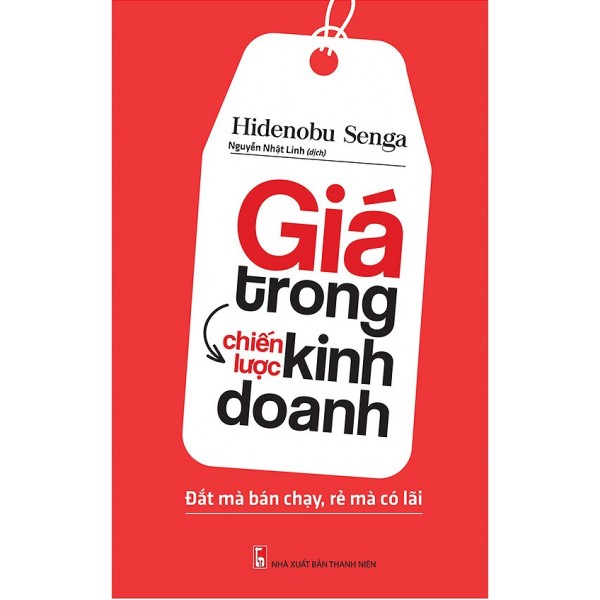 Hidenobu Senga
Nguyễn Nhật Linh (dịch)
Giá
trong
chiến
lược
kinh
doanh
Đắt mà bán chạy, rẻ mà có lãi
NHÀ XUẤT BẢN THANH NIÊN